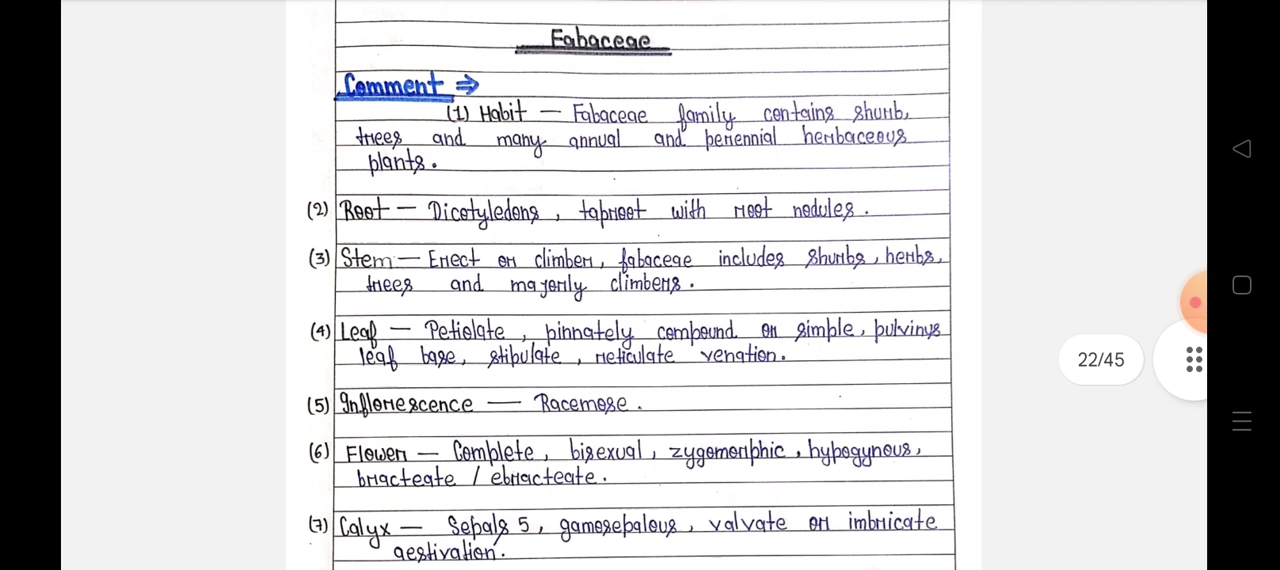 Fabaceae
Comment ⇒
(1) Habit — Fabaceae family contains shurb,
trees and many annual and perennial herbaceous
plants.
(2) Root — Dicotyledons, taproot with root nodules.
(3) Stem — Erect or climber, fabaceae includes shurbs, herbs,
trees and majorly climbers.
(4) Leaf — Petiolate, pinnately compound or simple, pulvinus
leaf base, stipulate, reticulate venation.
22/45
(5) Inflorescence — Racemose.
(6) Flower — Complete, bisexual, zygomorphic, hypogynous,
bracteate / ebracteate.
(7) Calyx — Sepals 5, gamosepalous, valvate or imbricate
aestivation.